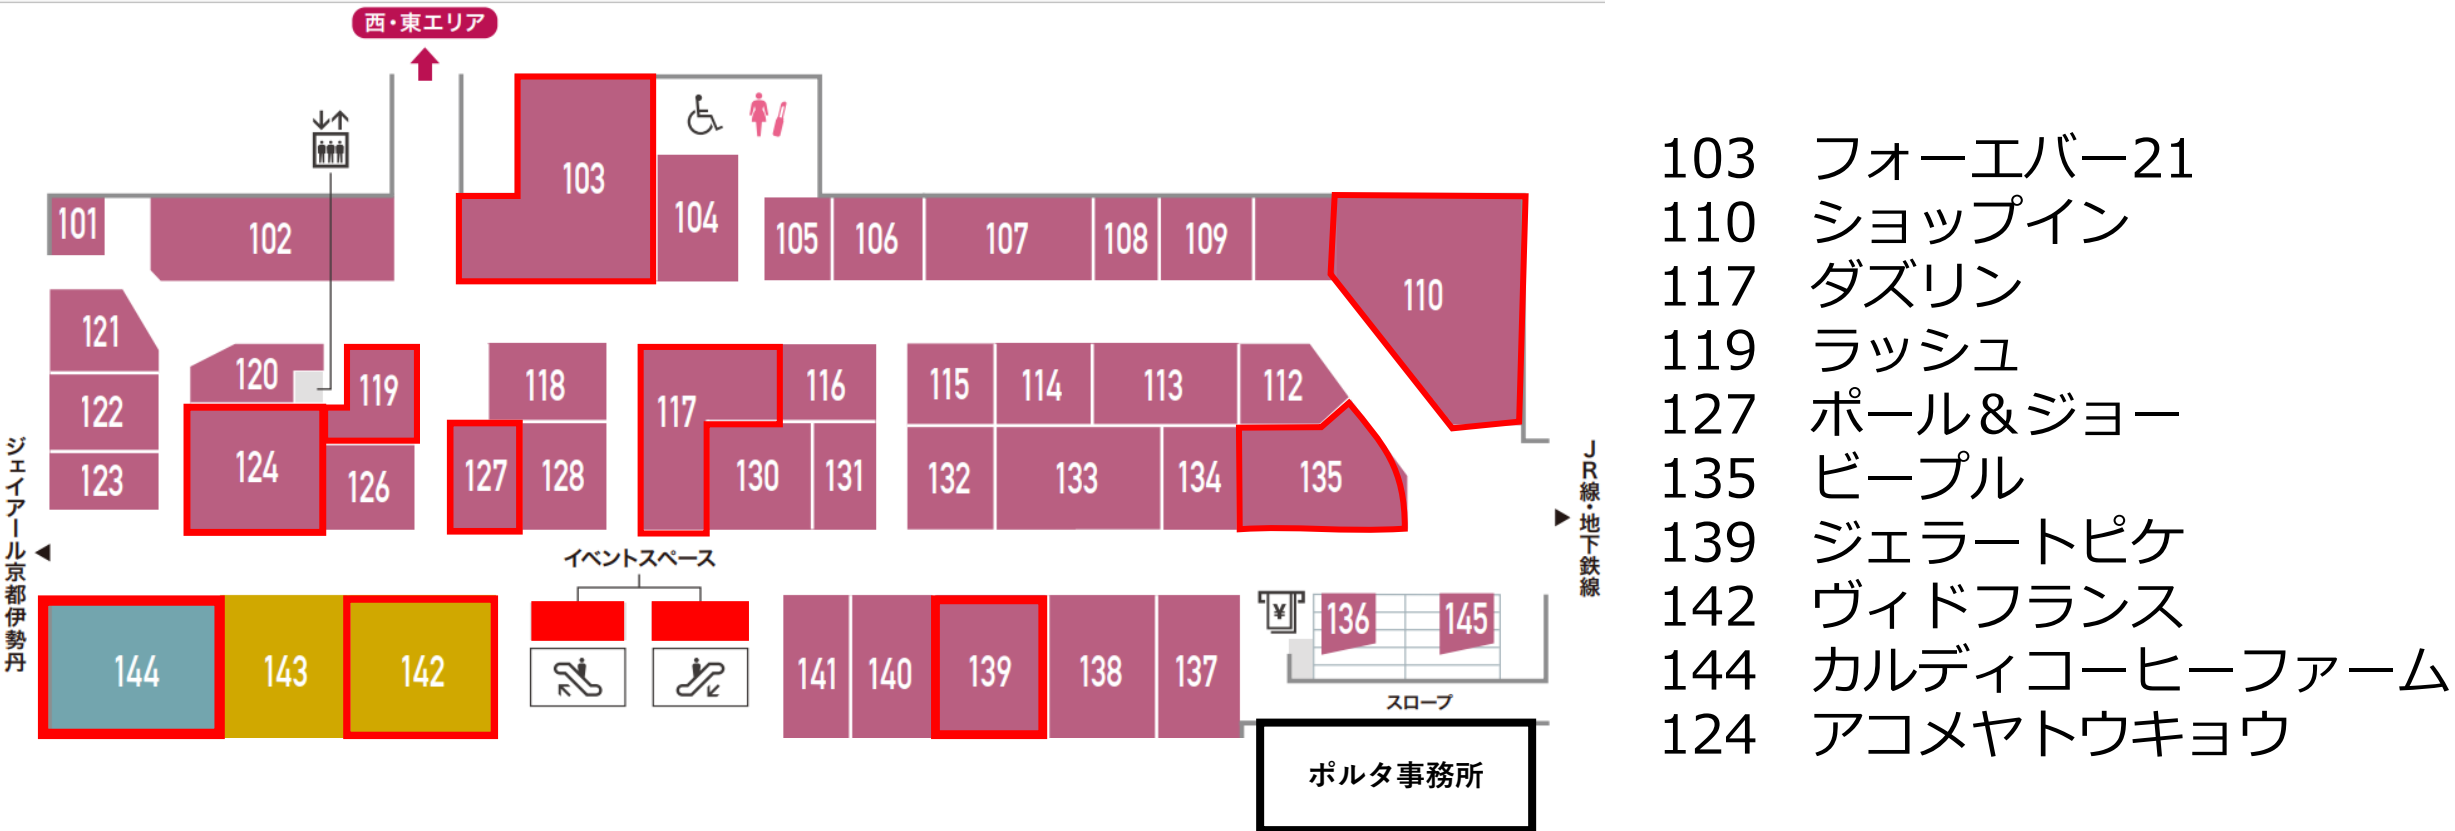 西・東エリア
103
104
101
102
105
106
107
108
109
110
121
122
123
120
119
124
126
118
127
128
117
116
130
131
115
114
113
112
132
133
134
135
ジェイアール京都伊勢丹
JR線・地下鉄線
イベントスペース
144
143
142
141
140
139
138
137
¥
136
145
スロープ
ポルタ事務所
103 フォーエバー21
110 ショップイン
117 ダズリン
119 ラッシュ
127 ポール&ジョー
135 ビープル
139 ジェラートピケ
142 ヴィドフランス
144 カルディコーヒーファーム
124 アコメヤトウキョウ